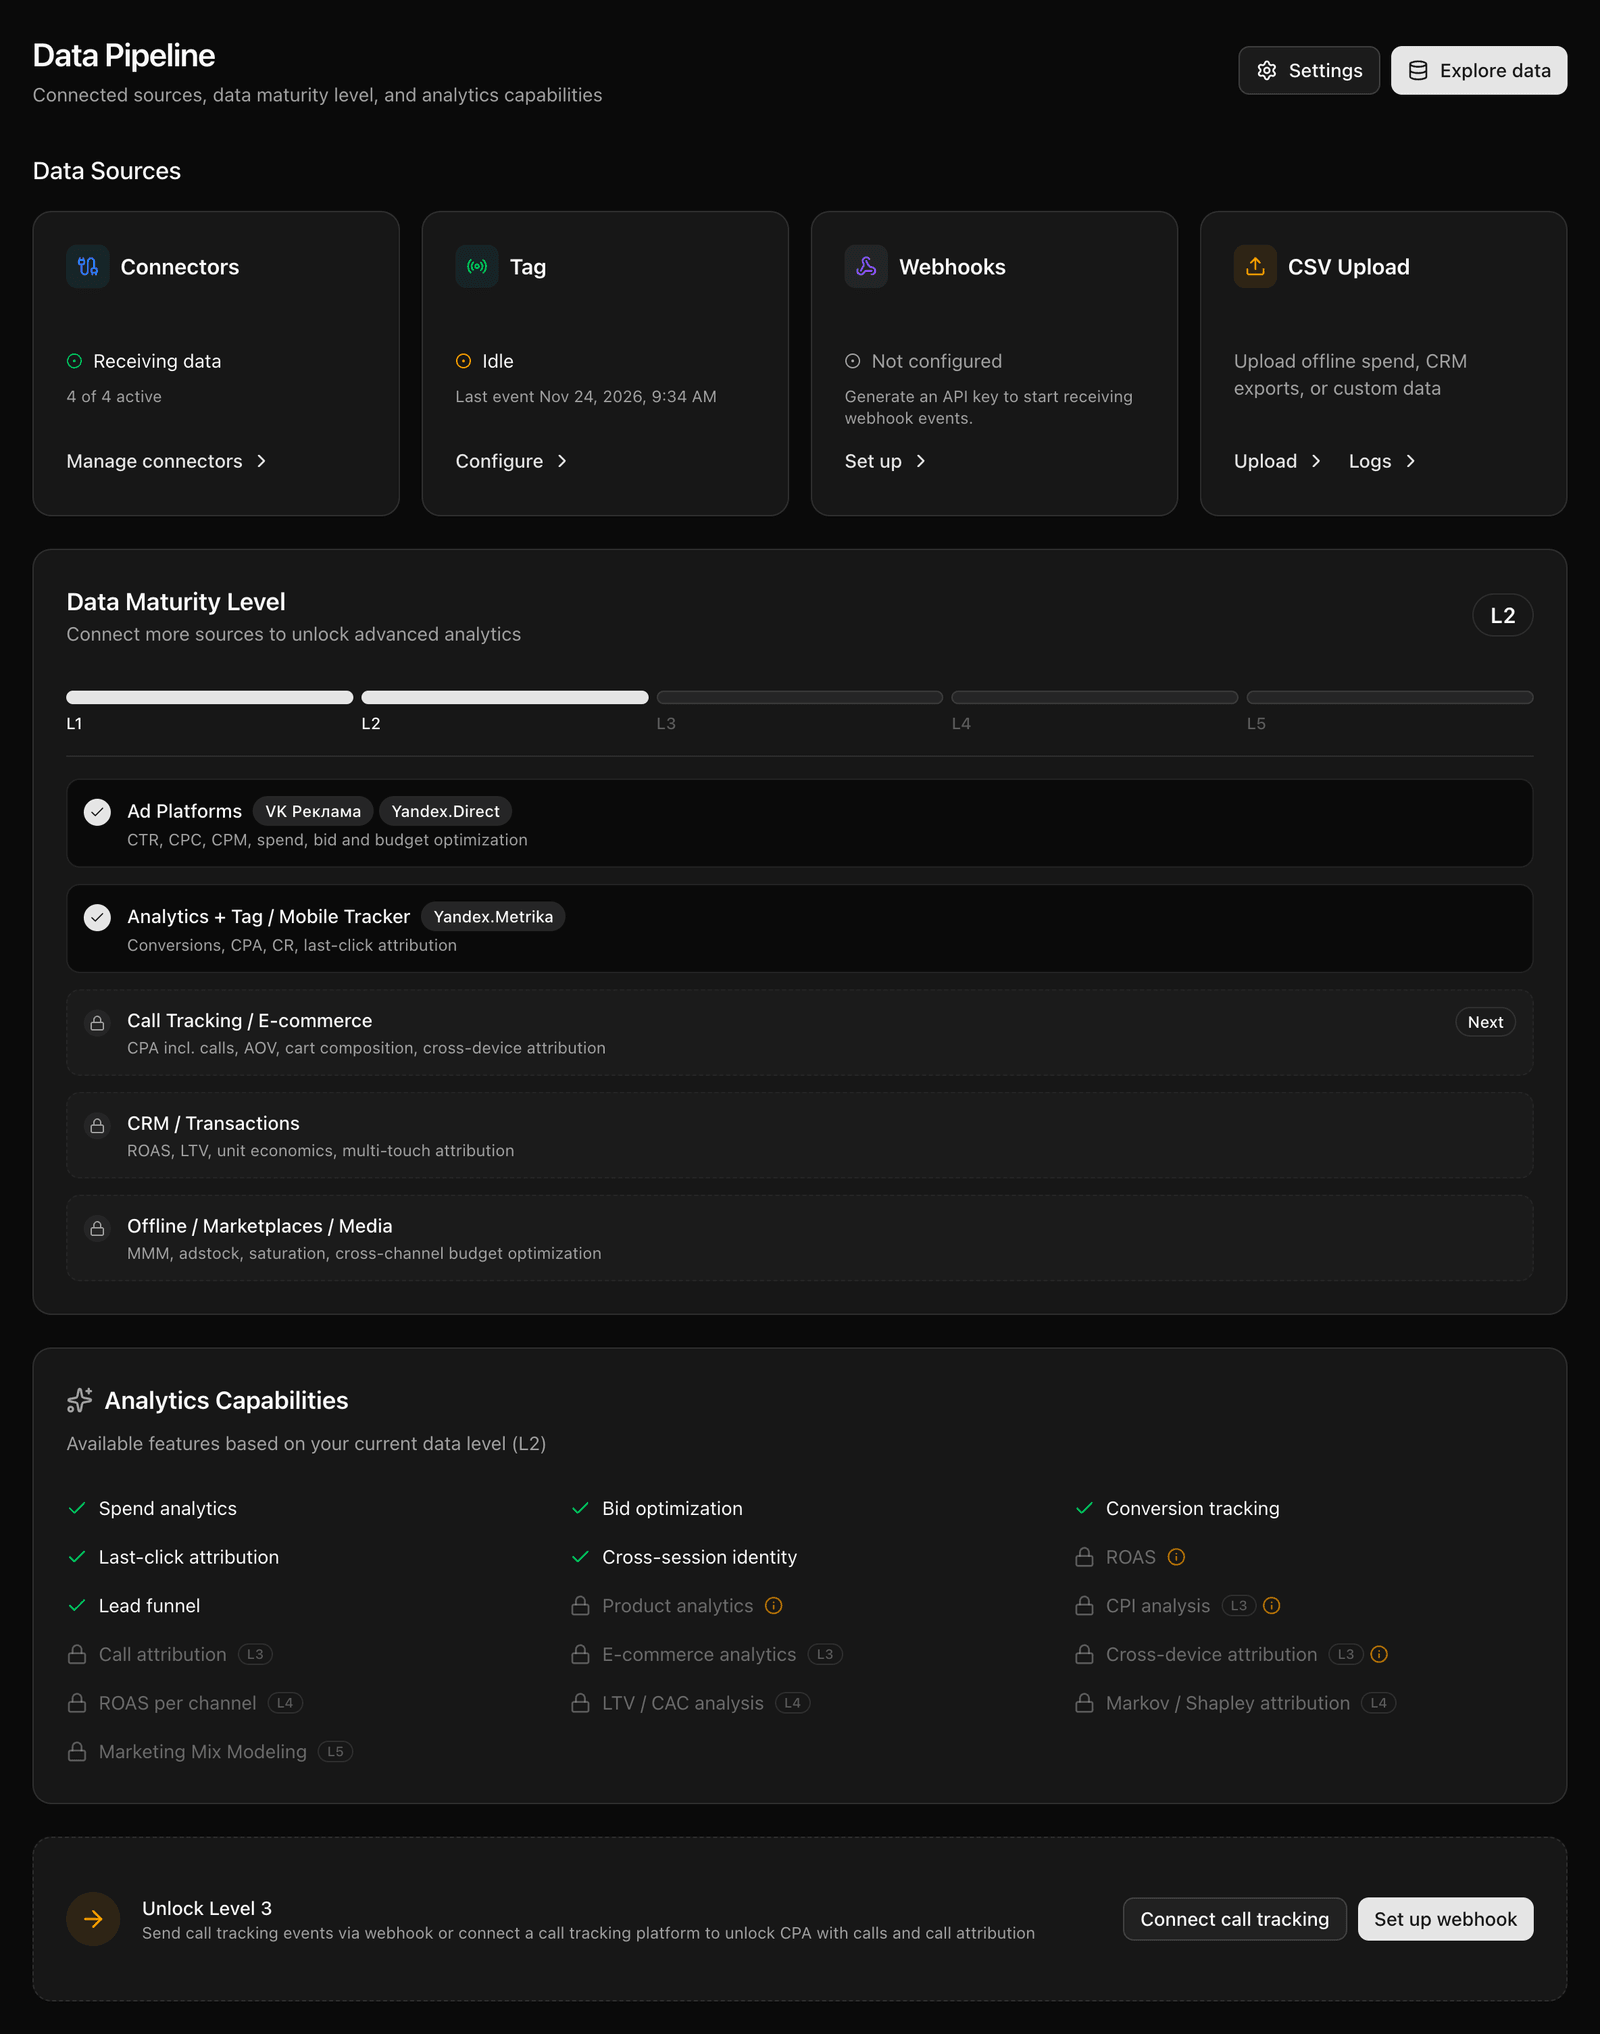 Data Pipeline
Connected sources, data maturity level, and analytics capabilities
Settings
Explore data
Data Sources
Connectors
Receiving data
4 of 4 active
Manage connectors
Tag
Idle
Last event Nov 24, 2026, 9:34 AM
Configure
Webhooks
Not configured
Generate an API key to start receiving
webhook events.
Set up
CSV Upload
Upload offline spend, CRM
exports, or custom data
Upload
Logs
Data Maturity Level
Connect more sources to unlock advanced analytics
L2
L1
L2
L3
L4
L5
Ad Platforms VK Реклама Yandex.Direct
CTR, CPC, CPM, spend, bid and budget optimization
Analytics + Tag / Mobile Tracker Yandex.Metrika
Conversions, CPA, CR, last-click attribution
Call Tracking / E-commerce
CPA incl. calls, AOV, cart composition, cross-device attribution
Next
CRM / Transactions
ROAS, LTV, unit economics, multi-touch attribution
Offline / Marketplaces / Media
MMM, adstock, saturation, cross-channel budget optimization
Analytics Capabilities
Available features based on your current data level (L2)
Spend analytics
Bid optimization
Conversion tracking
Last-click attribution
Cross-session identity
ROAS
Lead funnel
Product analytics
CPI analysis L3
Call attribution L3
E-commerce analytics L3
Cross-device attribution L3
ROAS per channel L4
LTV / CAC analysis L4
Markov / Shapley attribution L4
Marketing Mix Modeling L5
Unlock Level 3
Send call tracking events via webhook or connect a call tracking platform to unlock CPA with calls and call attribution
Connect call tracking
Set up webhook